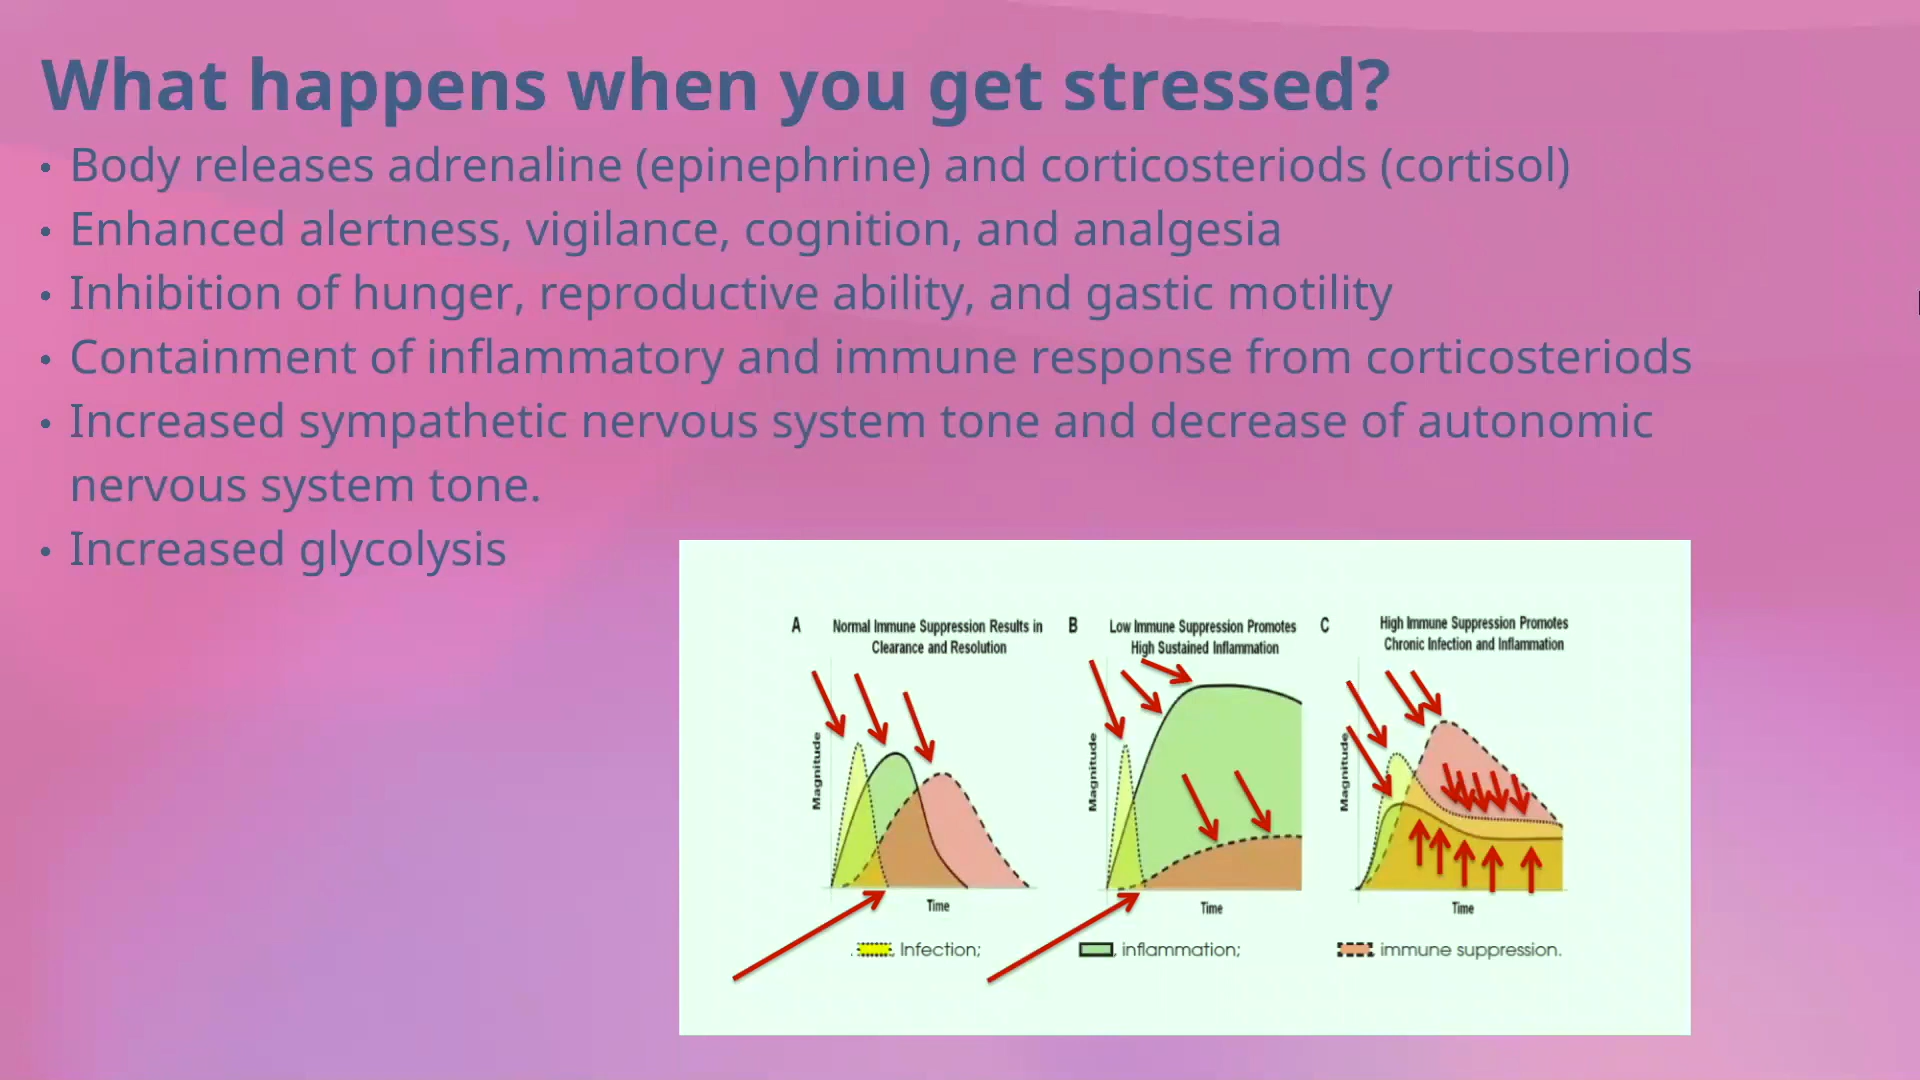 What happens when you get stressed?
• Body releases adrenaline (epinephrine) and corticosteriods (cortisol)
• Enhanced alertness, vigilance, cognition, and analgesia
• Inhibition of hunger, reproductive ability, and gastic motility
• Containment of inflammatory and immune response from corticosteriods
• Increased sympathetic nervous system tone and decrease of autonomic
nervous system tone.
• Increased glycolysis
A Normal Immune Suppression Results in
Clearance and Resolution
Magnitude
Time
B Low Immune Suppression Promotes
High Sustained Inflammation
Magnitude
Time
C High Immune Suppression Promotes
Chronic Infection and Inflammation
Magnitude
Time
Infection; inflammation; immune suppression.